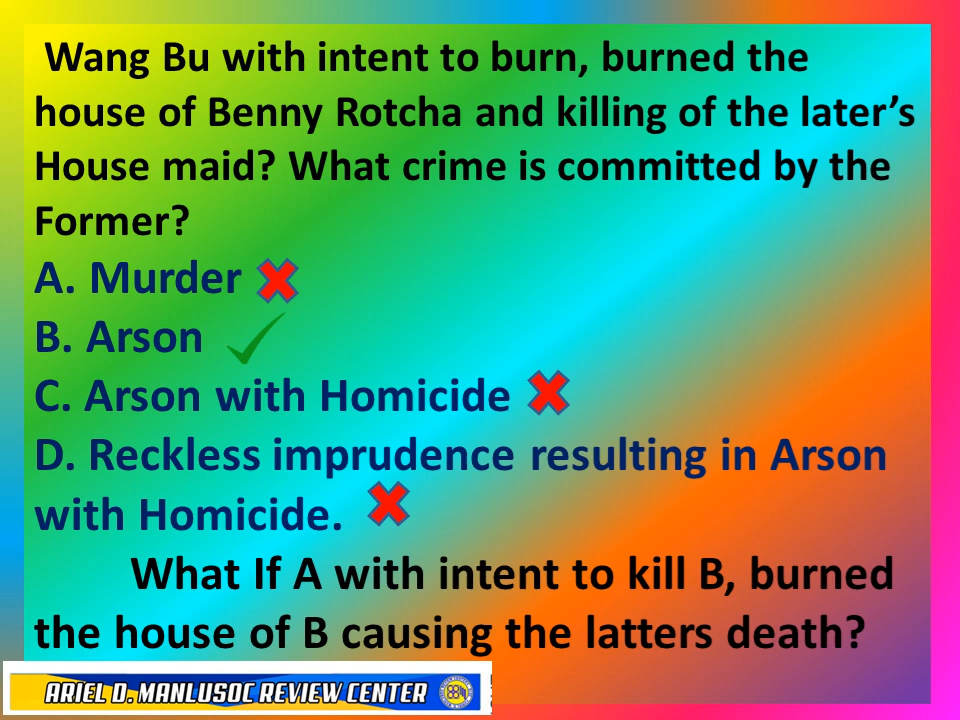 Wang Bu with intent to burn, burned the
house of Benny Rotcha and killing of the later’s
House maid? What crime is committed by the
Former?
A. Murder
B. Arson
C. Arson with Homicide
D. Reckless imprudence resulting in Arson
with Homicide.
What If A with intent to kill B, burned
the house of B causing the latters death?
ARIEL D. MANLUSOC REVIEW CENTER